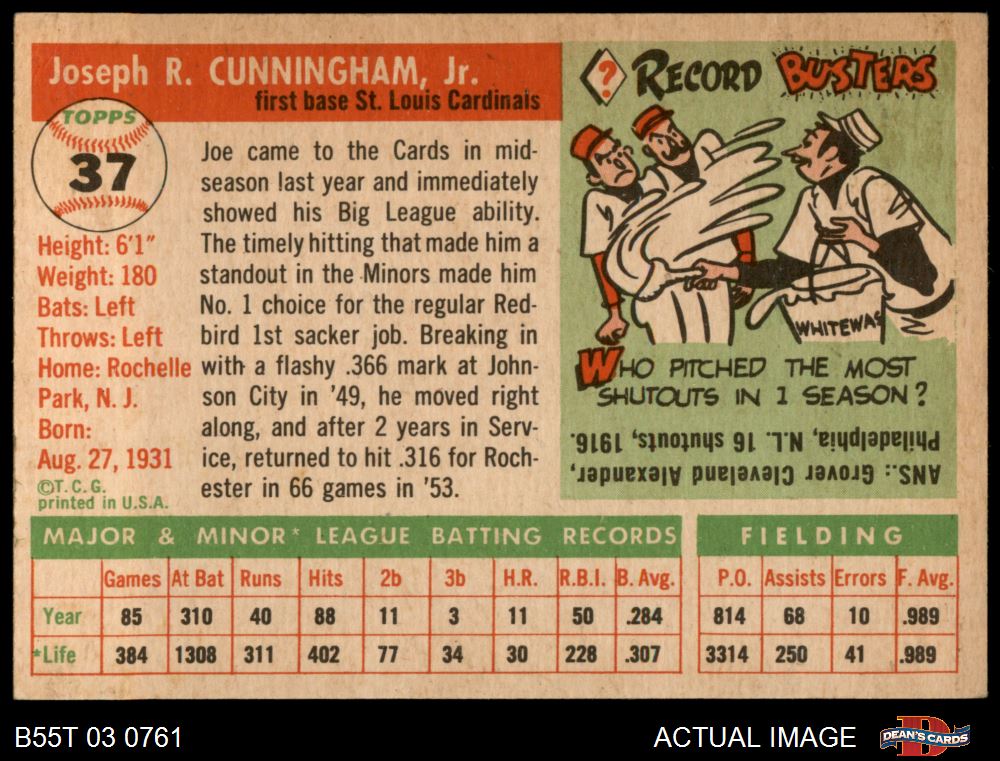 Joseph R. CUNNINGHAM, Jr.
first base St. Louis Cardinals
TOPPS
37
Height: 6'1"
Weight: 180
Bats: Left
Throws: Left
Home: Rochelle
Park, N. J.
Born:
Aug. 27, 1931
©T. C. G.
printed in U.S.A.
Joe came to the Cards in mid-
season last year and immediately
showed his Big League ability.
The timely hitting that made him a
standout in the Minors made him
No. 1 choice for the regular Red-
bird 1st sacker job. Breaking in
with a flashy .366 mark at John-
son City in '49, he moved right
along, and after 2 years in Serv-
ice, returned to hit .316 for Roch-
ester in 66 games in '53.
? RECORD BUSTERS
WHITEWAS
WHO PITCHED THE MOST
SHUTOUTS IN 1 SEASON?
ANS.: Grover Cleveland Alexander,
Philadelphia, N.L. 16 shutouts, 1916.
MAJOR & MINOR* LEAGUE BATTING RECORDS
Games At Bat Runs Hits 2b 3b H.R. R.B.I. B. Avg.
Year 85 310 40 88 11 3 11 50 .284
*Life 384 1308 311 402 77 34 30 228 .307
FIELDING
P.O. Assists Errors F. Avg.
814 68 10 .989
3314 250 41 .989
B55T 03 0761
ACTUAL IMAGE
D
DEAN'S CARDS